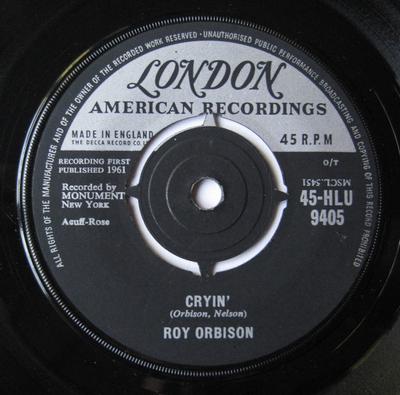 ALL RIGHTS OF THE MANUFACTURER AND OF THE OWNER OF THE RECORDED WORK RESERVED · UNAUTHORISED PUBLIC PERFORMANCE BROADCASTING AND COPYING OF THIS RECORD PROHIBITED
LONDON
AMERICAN RECORDINGS
MADE IN ENGLAND
THE DECCA RECORD CO LTD
45 R.P.M
RECORDING FIRST
PUBLISHED 1961
O/T
Recorded by
MONUMENT
New York
MSCL.5451
45-HLU
9405
Acuff-Rose
CRYIN'
(Orbison, Nelson)
ROY ORBISON